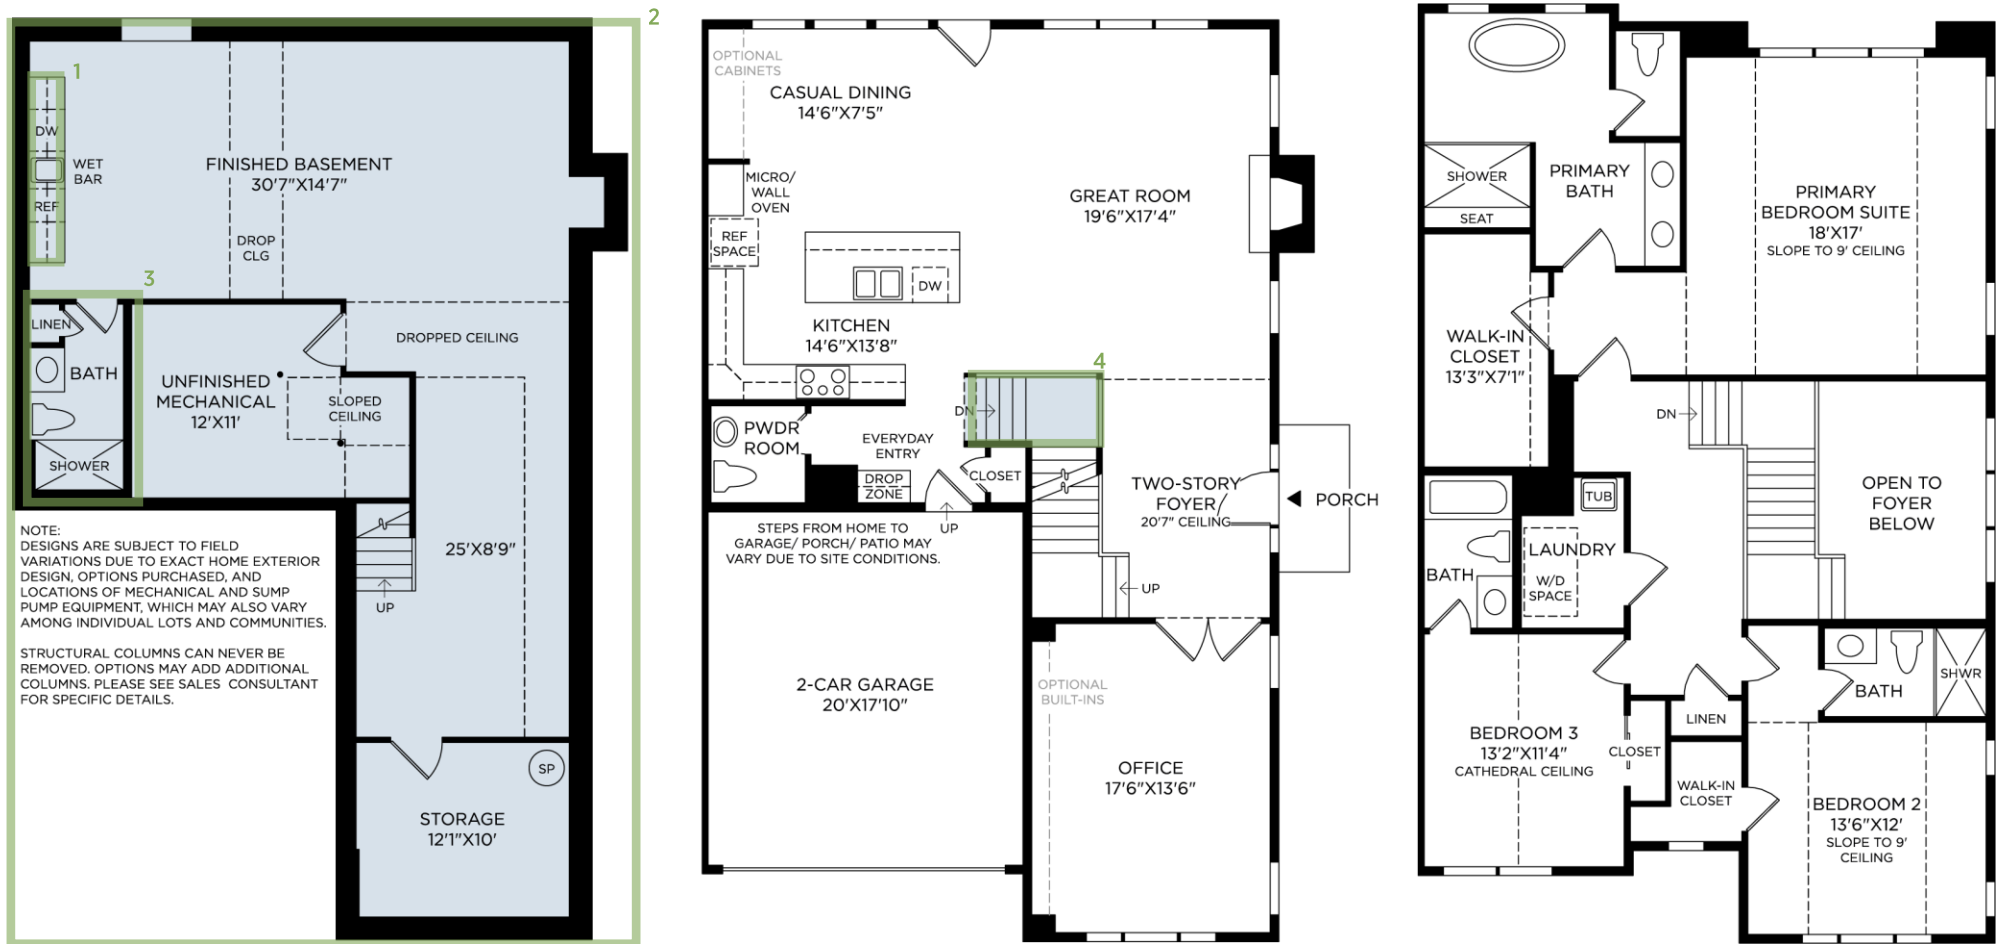 2
1
DW
WET
BAR
REF
FINISHED BASEMENT
30'7"X14'7"
DROP
CLG
3
LINEN
BATH
SHOWER
UNFINISHED
MECHANICAL
12'X11'
SLOPED
CEILING
DROPPED CEILING
25'X8'9"
UP
NOTE:
DESIGNS ARE SUBJECT TO FIELD
VARIATIONS DUE TO EXACT HOME EXTERIOR
DESIGN, OPTIONS PURCHASED, AND
LOCATIONS OF MECHANICAL AND SUMP
PUMP EQUIPMENT, WHICH MAY ALSO VARY
AMONG INDIVIDUAL LOTS AND COMMUNITIES.
STRUCTURAL COLUMNS CAN NEVER BE
REMOVED. OPTIONS MAY ADD ADDITIONAL
COLUMNS. PLEASE SEE SALES CONSULTANT
FOR SPECIFIC DETAILS.
SP
STORAGE
12'1"X10'
OPTIONAL
CABINETS
CASUAL DINING
14'6"X7'5"
MICRO/
WALL
OVEN
REF
SPACE
GREAT ROOM
19'6"X17'4"
DW
KITCHEN
14'6"X13'8"
4
DN
PWDR
ROOM
EVERYDAY
ENTRY
DROP
ZONE
CLOSET
UP
TWO-STORY
FOYER
20'7" CEILING
PORCH
STEPS FROM HOME TO
GARAGE/ PORCH/ PATIO MAY
VARY DUE TO SITE CONDITIONS.
UP
2-CAR GARAGE
20'X17'10"
OPTIONAL
BUILT-INS
OFFICE
17'6"X13'6"
SHOWER
SEAT
PRIMARY
BATH
PRIMARY
BEDROOM SUITE
18'X17'
SLOPE TO 9' CEILING
WALK-IN
CLOSET
13'3"X7'1"
DN
OPEN TO
FOYER
BELOW
TUB
LAUNDRY
W/D
SPACE
BATH
BATH
SHWR
LINEN
BEDROOM 3
13'2"X11'4"
CATHEDRAL CEILING
CLOSET
WALK-IN
CLOSET
BEDROOM 2
13'6"X12'
SLOPE TO 9'
CEILING